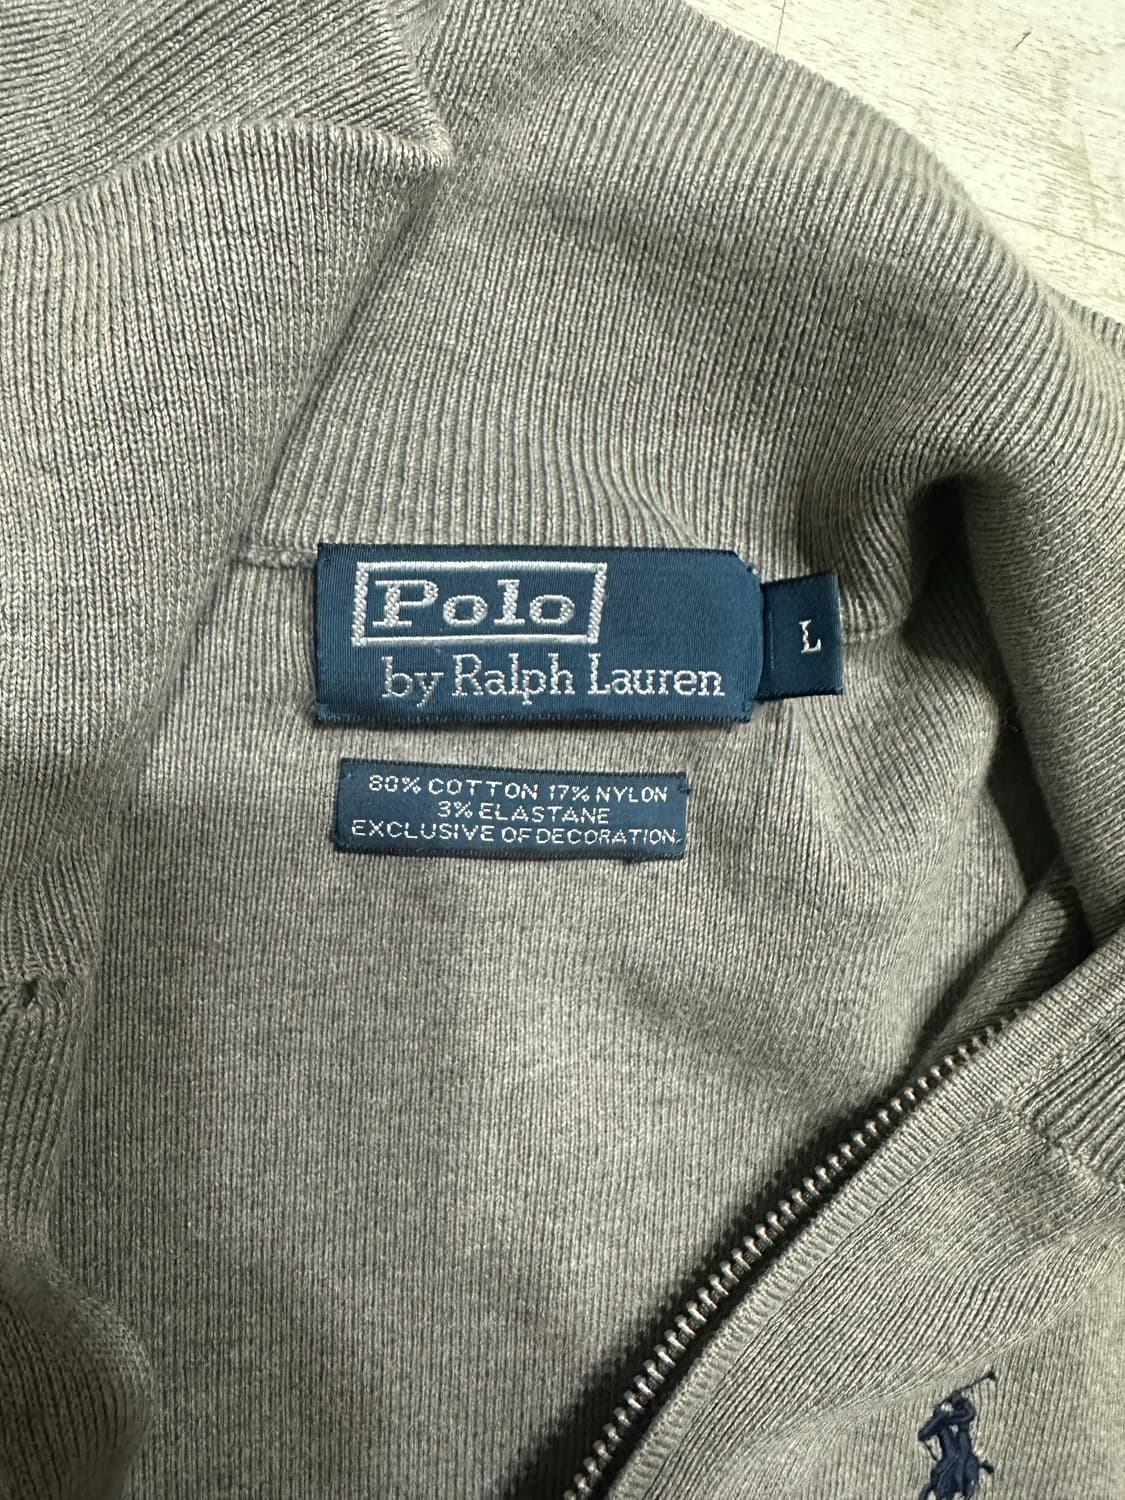 Polo
by Ralph Lauren
L
80% COTTON 17% NYLON
3% ELASTANE
EXCLUSIVE OF DECORATION